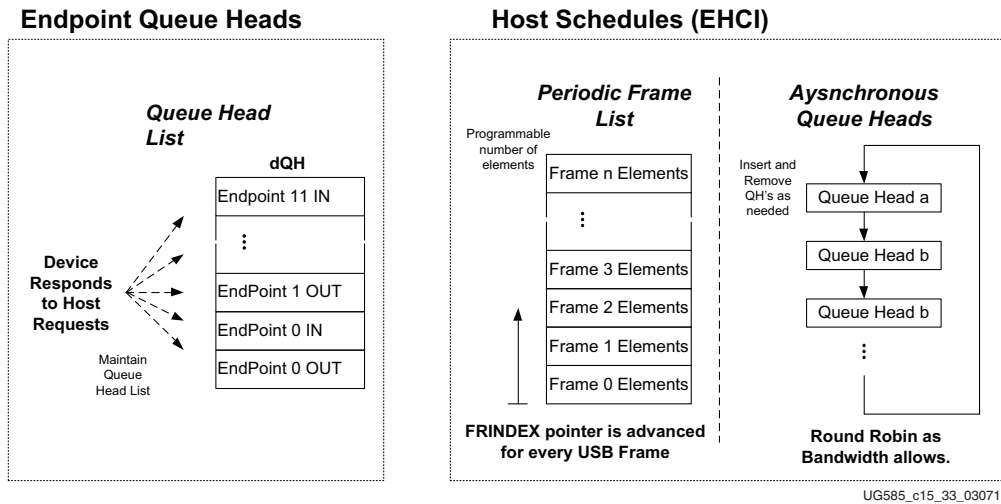 Endpoint Queue Heads
Queue Head
List
dQH
Endpoint 11 IN
EndPoint 1 OUT
EndPoint 0 IN
EndPoint 0 OUT
Device
Responds
to Host
Requests
Maintain
Queue
Head List
Host Schedules (EHCI)
Periodic Frame
List
Programmable
number of
elements
Frame n Elements
Frame 3 Elements
Frame 2 Elements
Frame 1 Elements
Frame 0 Elements
FRINDEX pointer is advanced
for every USB Frame
Aysnchronous
Queue Heads
Insert and
Remove
QH's as
needed
Queue Head a
Queue Head b
Queue Head b
Round Robin as
Bandwidth allows.
UG585_c15_33_03071